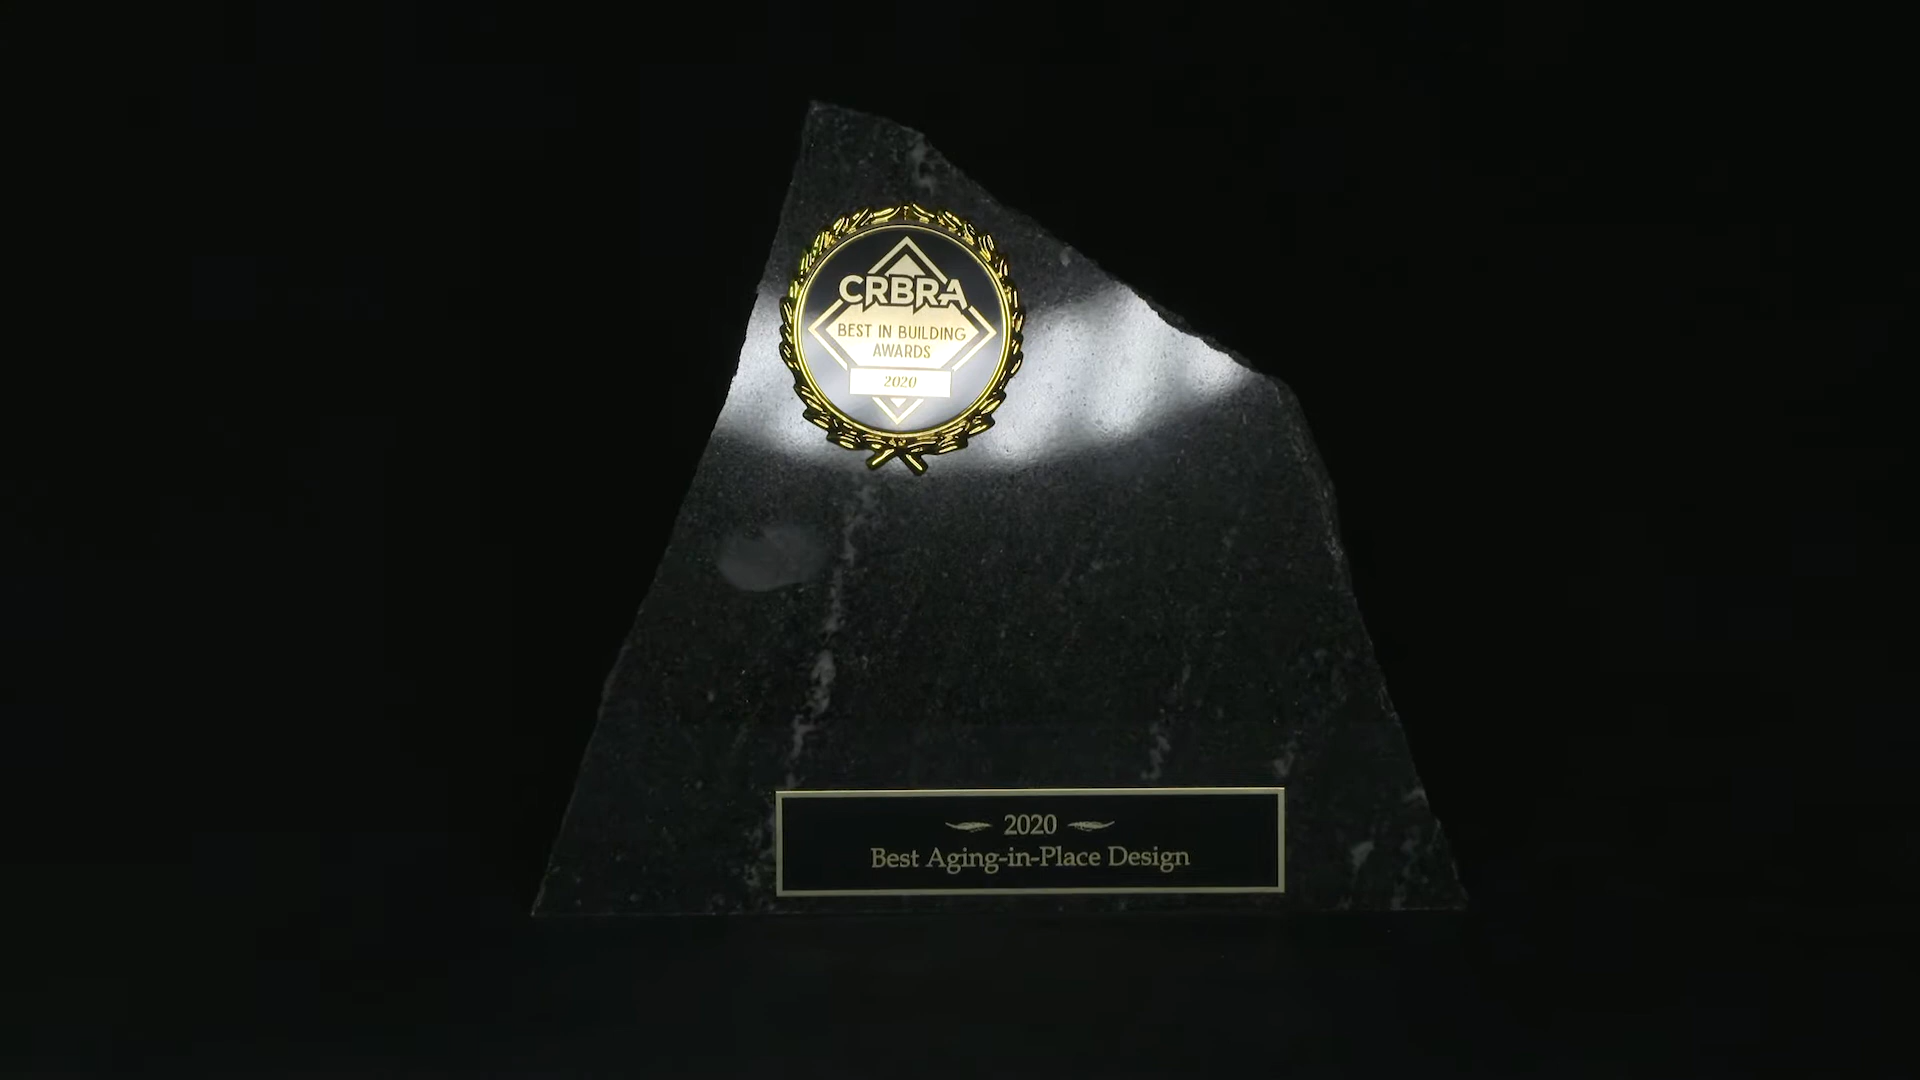 CRBRA
BEST IN BUILDING
AWARDS
2020
2020
Best Aging-in-Place Design